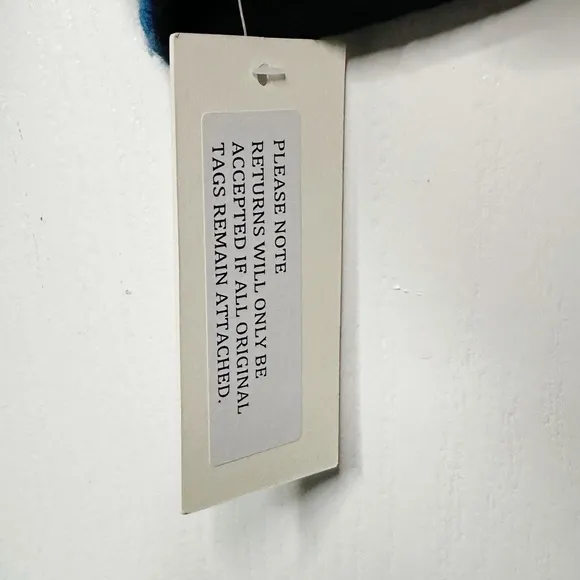 PLEASE NOTE
RETURNS WILL ONLY BE
ACCEPTED IF ALL ORIGINAL
TAGS REMAIN ATTACHED.